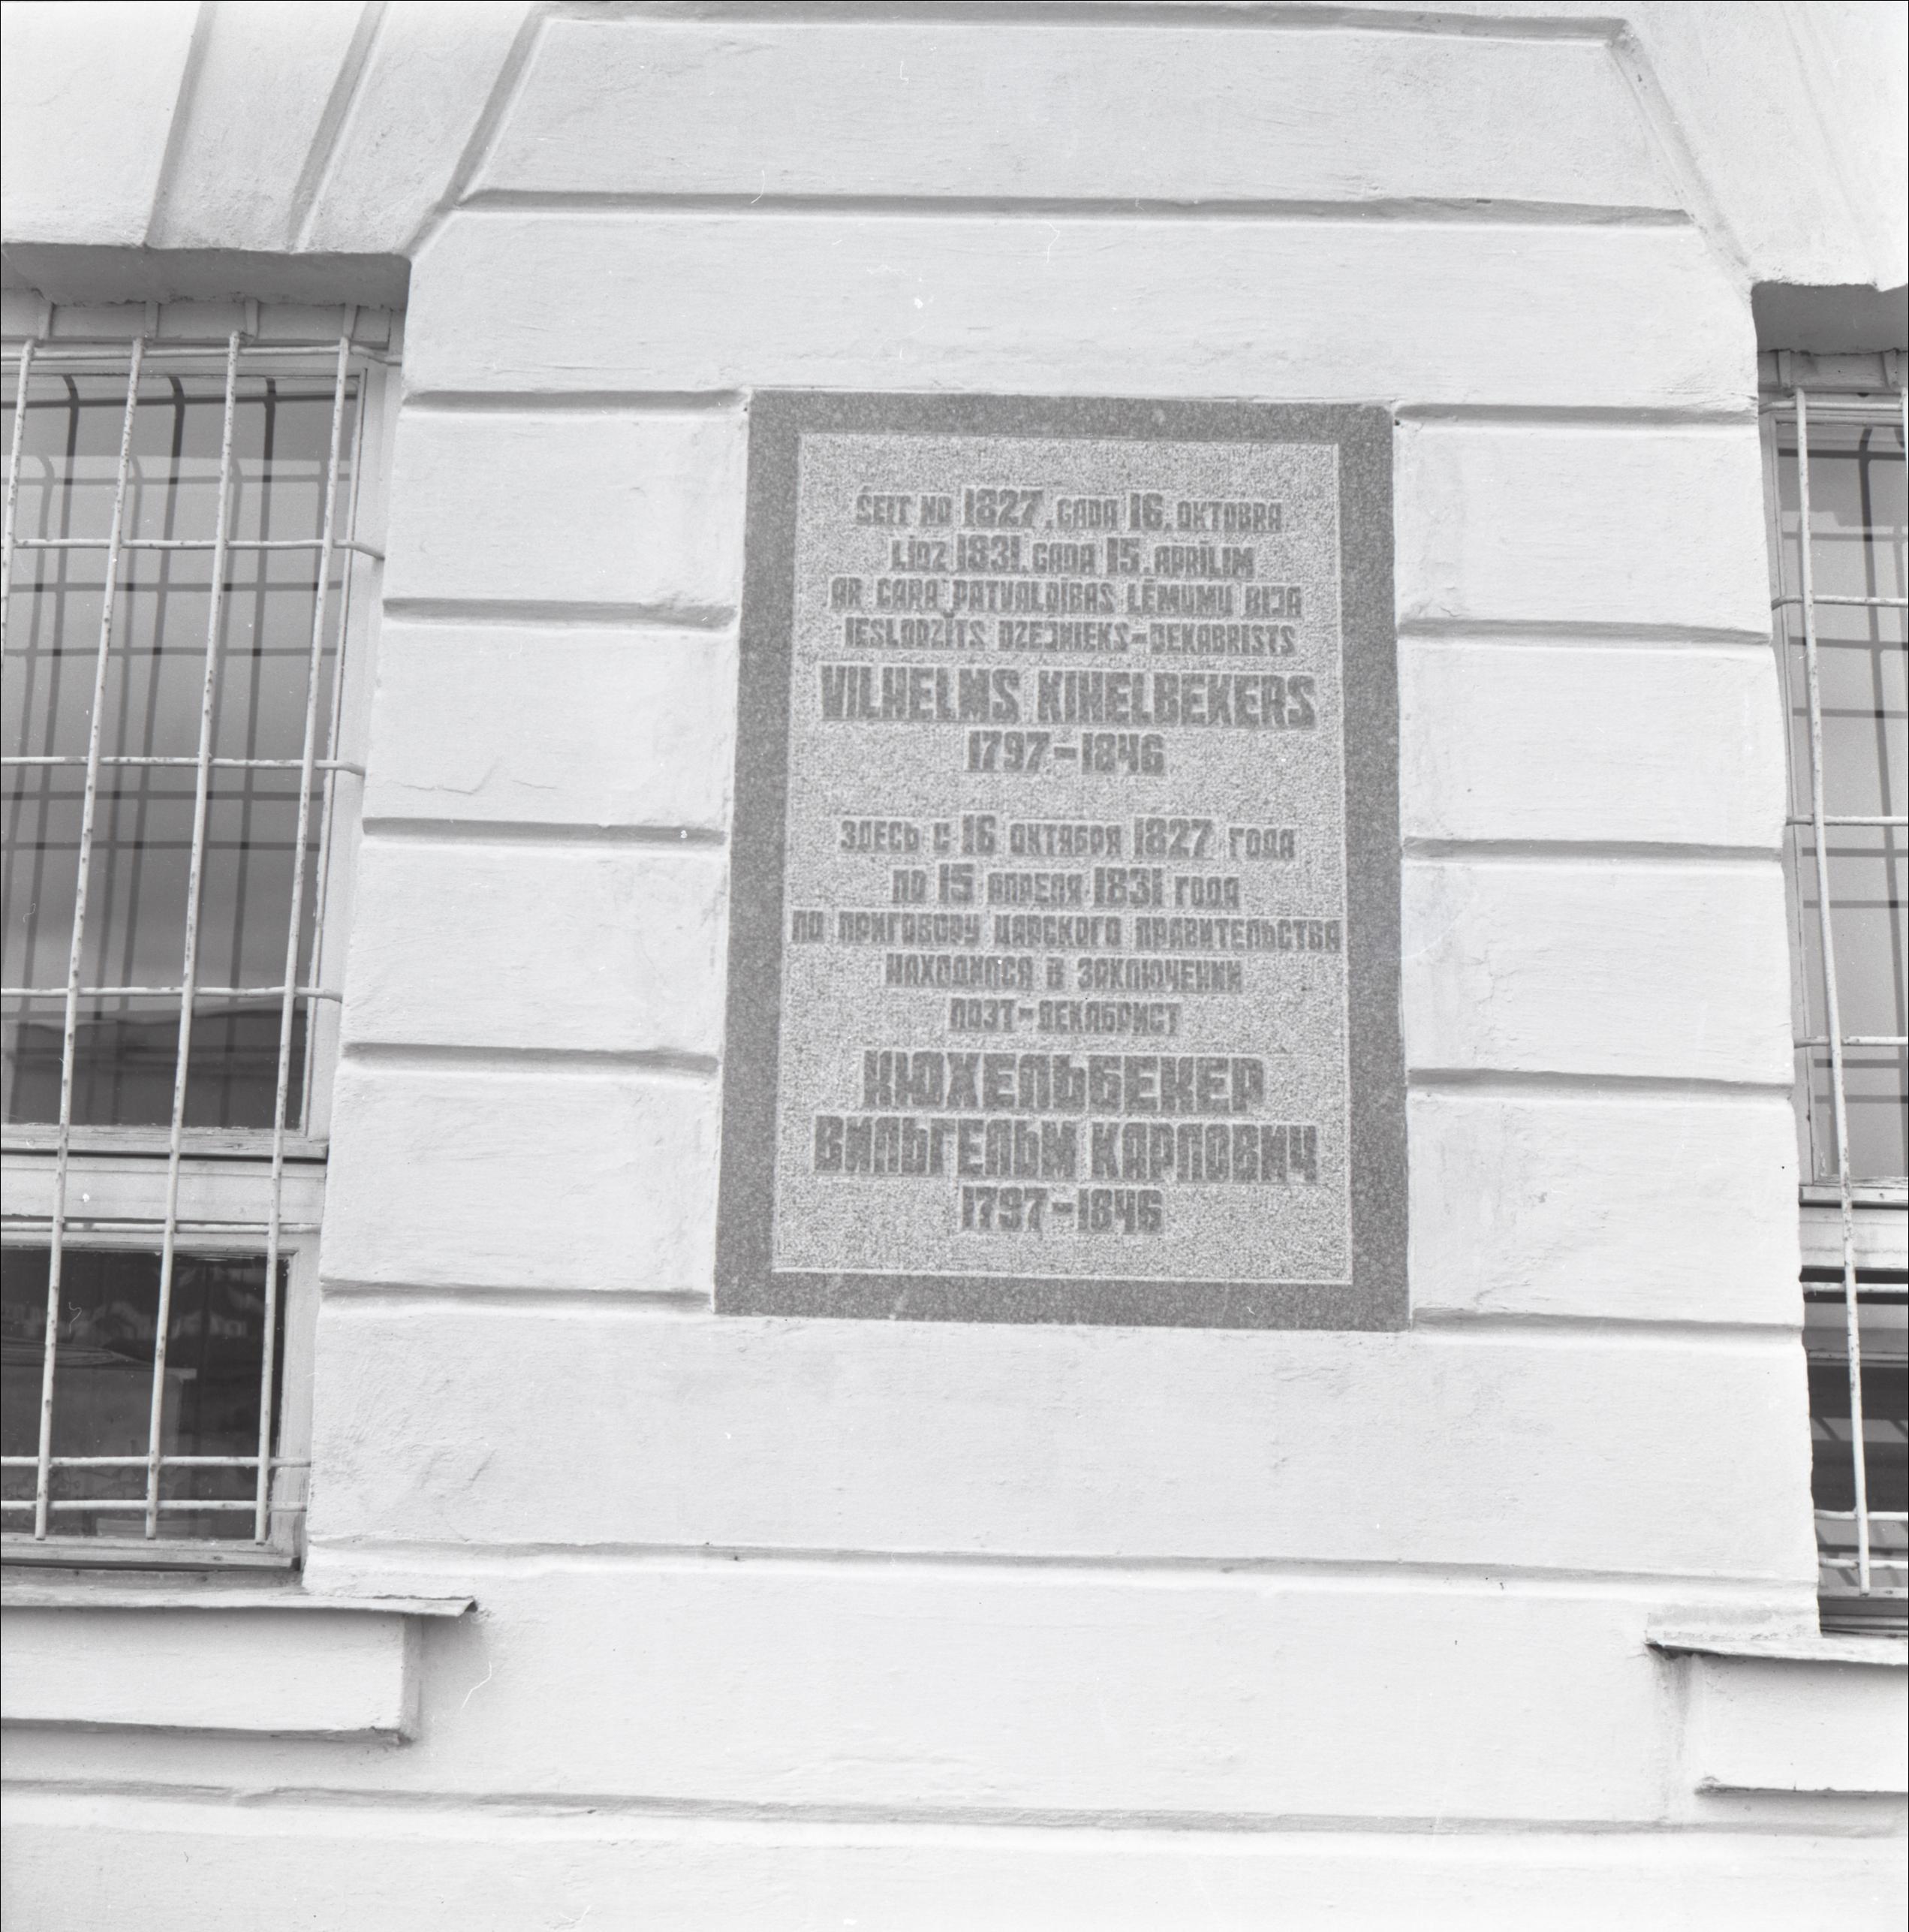 ŠEIT NO 1827. GADA 16. OKTOBRA
LĪDZ 1831. GADA 15. APRĪLIM
AR CARA PATVALDĪBAS LĒMUMU BIJA
IESLODZĪTS DZEJNIEKS-DEKABRISTS
VILHELMS KIHELBEKERS
1797-1846
ЗДЕСЬ С 16 ОКТЯБРЯ 1827 ГОДА
ПО 15 АПРЕЛЯ 1831 ГОДА
ПО ПРИГОВОРУ ЦАРСКОГО ПРАВИТЕЛЬСТВА
НАХОДИЛСЯ В ЗАКЛЮЧЕНИИ
ПОЭТ-ДЕКАБРИСТ
КЮХЕЛЬБЕКЕР
ВИЛЬГЕЛЬМ КАРЛОВИЧ
1797-1846